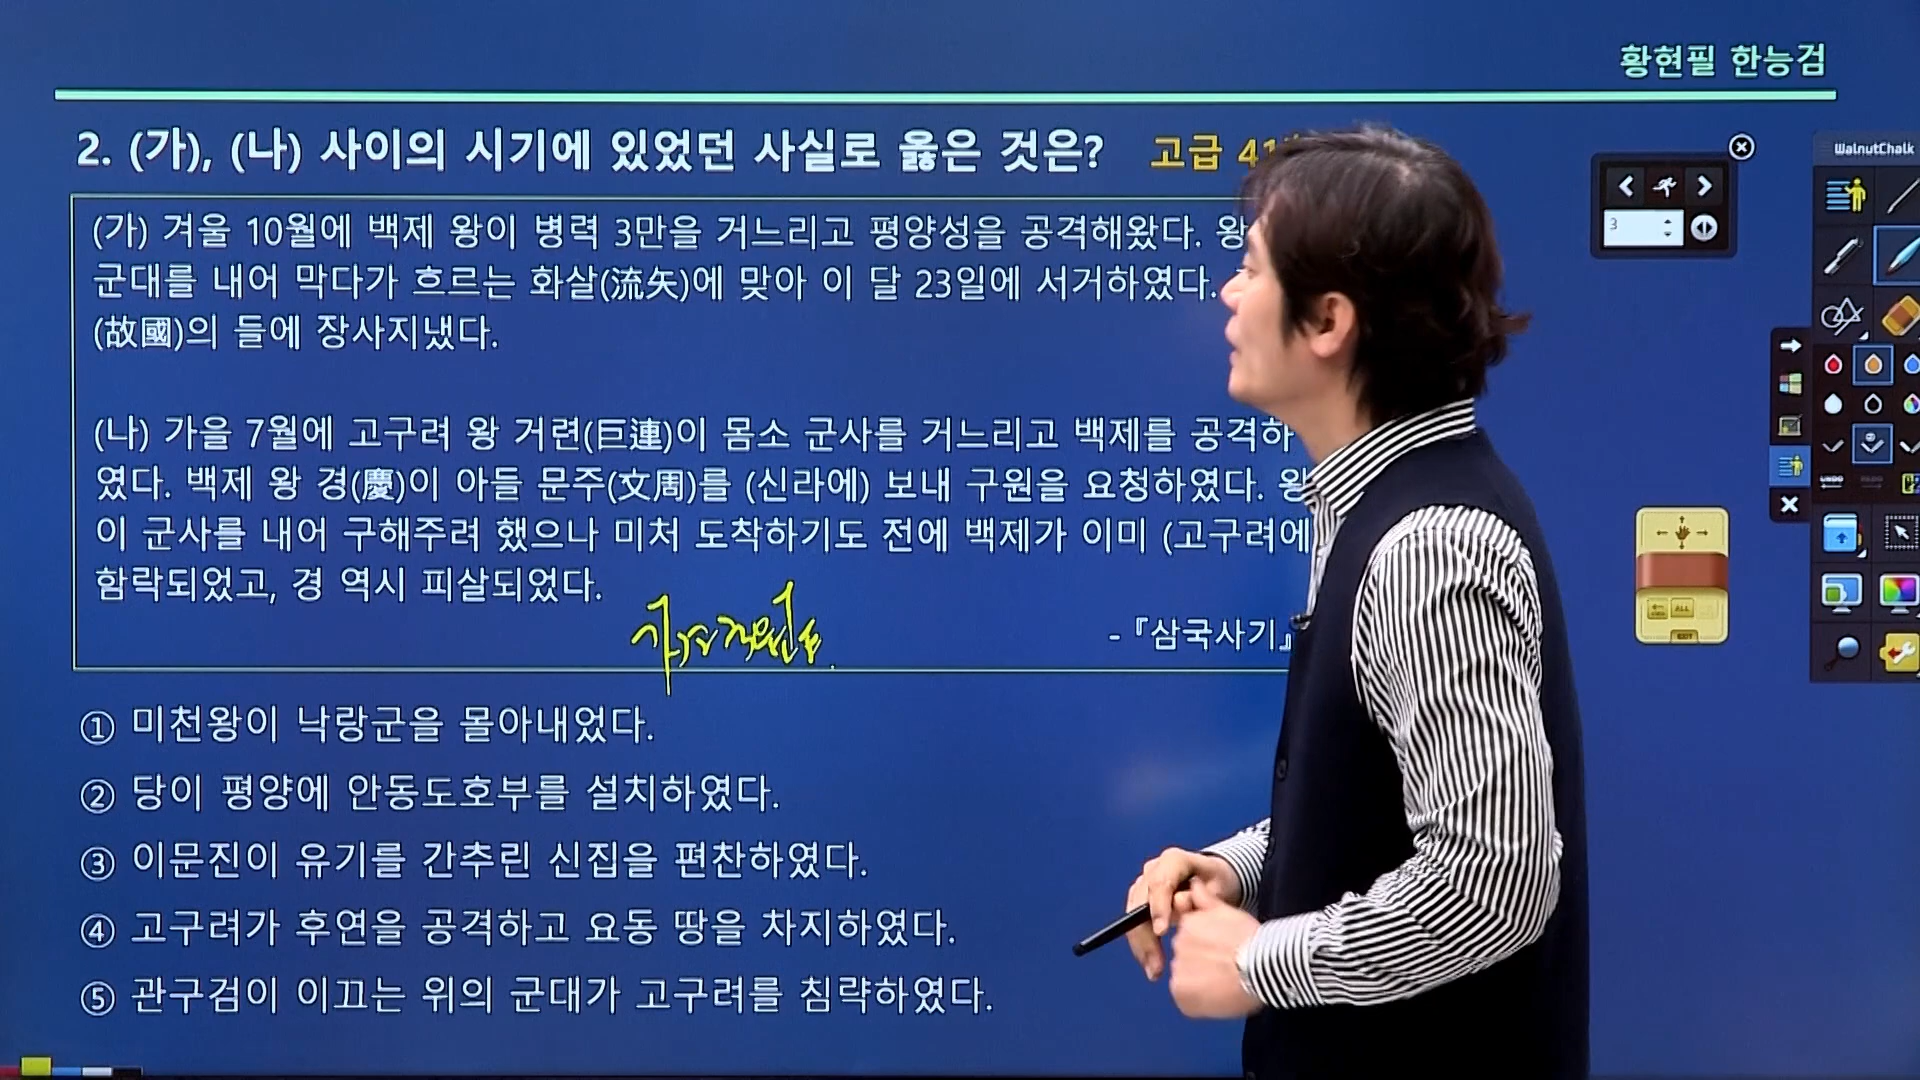 황현필 한능검
2. (가), (나) 사이의 시기에 있었던 사실로 옳은 것은? 고급 41
(가) 겨울 10월에 백제 왕이 병력 3만을 거느리고 평양성을 공격해왔다. 왕
군대를 내어 막다가 흐르는 화살(流矢)에 맞아 이 달 23일에 서거하였다.
(故國)의 들에 장사지냈다.
(나) 가을 7월에 고구려 왕 거련(巨連)이 몸소 군사를 거느리고 백제를 공격하
였다. 백제 왕 경(慶)이 아들 문주(文周)를 (신라에) 보내 구원을 요청하였다. 왕
이 군사를 내어 구해주려 했으나 미처 도착하기도 전에 백제가 이미 (고구려에
함락되었고, 경 역시 피살되었다.
-『삼국사기』
① 미천왕이 낙랑군을 몰아내었다.
② 당이 평양에 안동도호부를 설치하였다.
③ 이문진이 유기를 간추린 신집을 편찬하였다.
④ 고구려가 후연을 공격하고 요동 땅을 차지하였다.
⑤ 관구검이 이끄는 위의 군대가 고구려를 침략하였다.
WalnutChalk
3
UNDO
ALL
EXIT